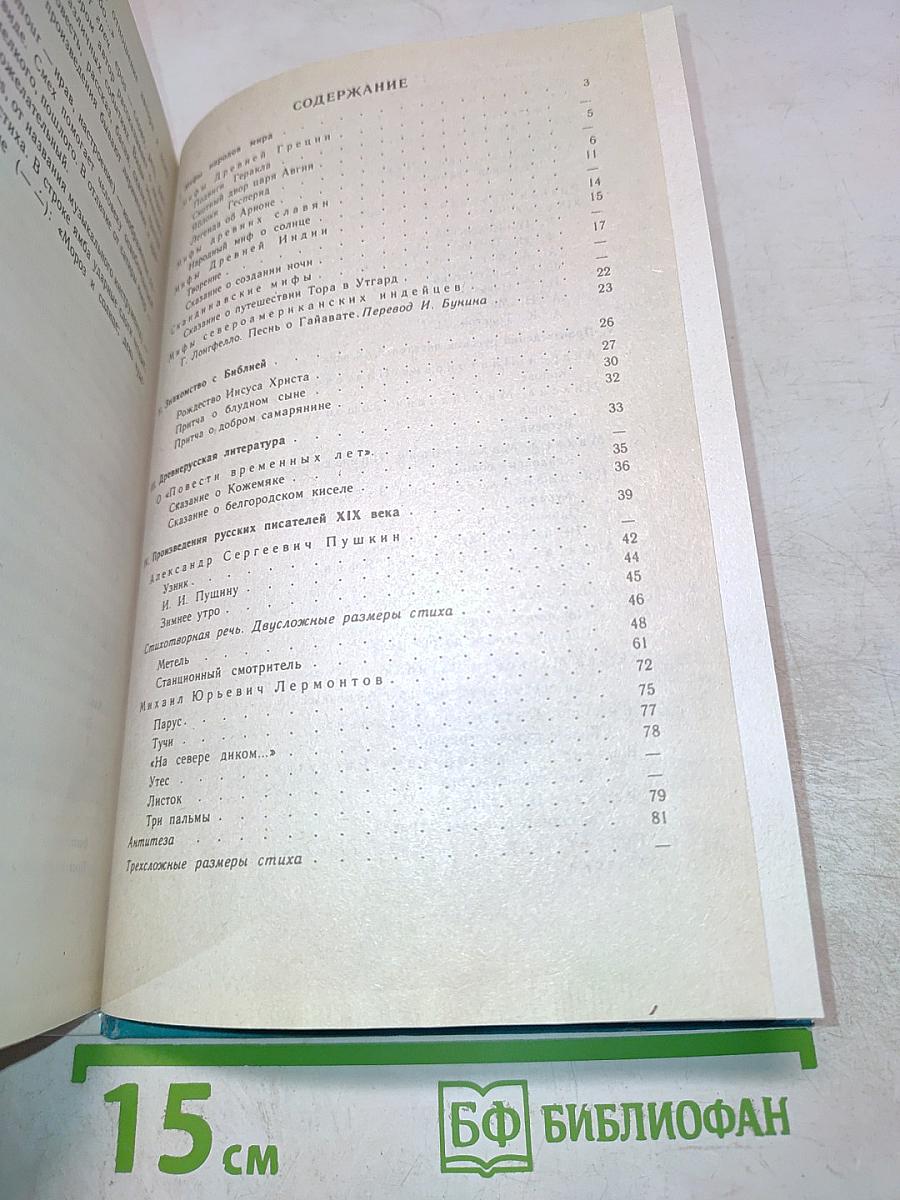 СОДЕРЖАНИЕ
Мифы народов мира 3
Мифы Древней Греции
Подвиги Геракла 5
Скотный двор царя Авгия —
Яблоки Гесперид 6
Легенда об Арионе 11
Мифы древних славян —
Народный миф о солнце 14
Мифы Древней Индии 15
Творение —
Сказание о создании ночи 17
Скандинавские мифы —
Сказание о путешествии Тора в Утгард —
Мифы североамериканских индейцев 22
Г. Лонгфелло. Песнь о Гайавате. Перевод И. Бунина 23
Знакомство с Библией 26
Рождество Иисуса Христа 27
Притча о блудном сыне 30
Притча о добром самарянине 32
Древнерусская литература 33
О «Повести временных лет». —
Сказание о Кожемяке 35
Сказание о белгородском киселе 36
Произведения русских писателей XIX века 39
Александр Сергеевич Пушкин —
Узник 42
И. И. Пущину 44
Зимнее утро 45
Стихотворная речь. Двусложные размеры стиха 46
Метель 48
Станционный смотритель 61
Михаил Юрьевич Лермонтов 72
Парус 75
Тучи 77
«На севере диком...» 78
Утес —
Листок —
Три пальмы 79
Антитеза 81
Трехсложные размеры стиха —
15 см
БФ БИБЛИОФАН